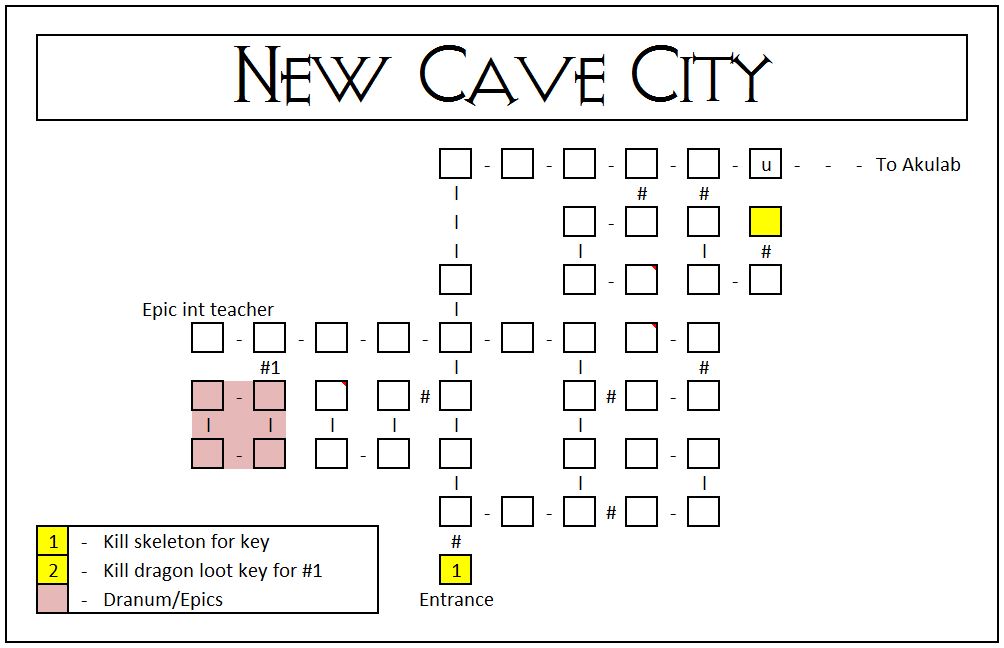 NEW CAVE CITY
u - - - To Akulab
# #
#
Epic int teacher
#1 #
# #
#
#
1
Entrance
1 - Kill skeleton for key
2 - Kill dragon loot key for #1
- Dranum/Epics